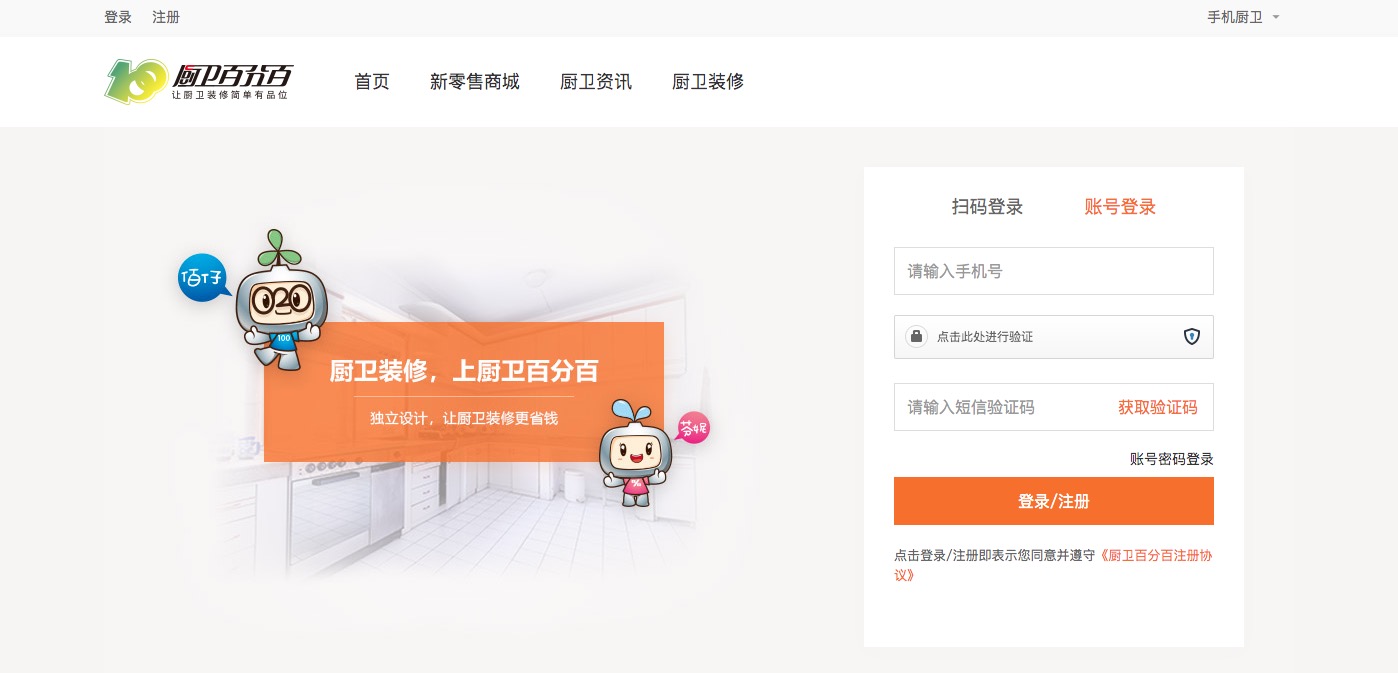 登录 注册 手机厨卫
厨卫百分百
让厨卫装修简单有品位
首页 新零售商城 厨卫资讯 厨卫装修
扫码登录 账号登录
佰仔
020
100
厨卫装修，上厨卫百分百
独立设计，让厨卫装修更省钱
芬妮
%
请输入手机号
点击此处进行验证
请输入短信验证码 获取验证码
账号密码登录
登录/注册
点击登录/注册即表示您同意并遵守《厨卫百分百注册协
议》